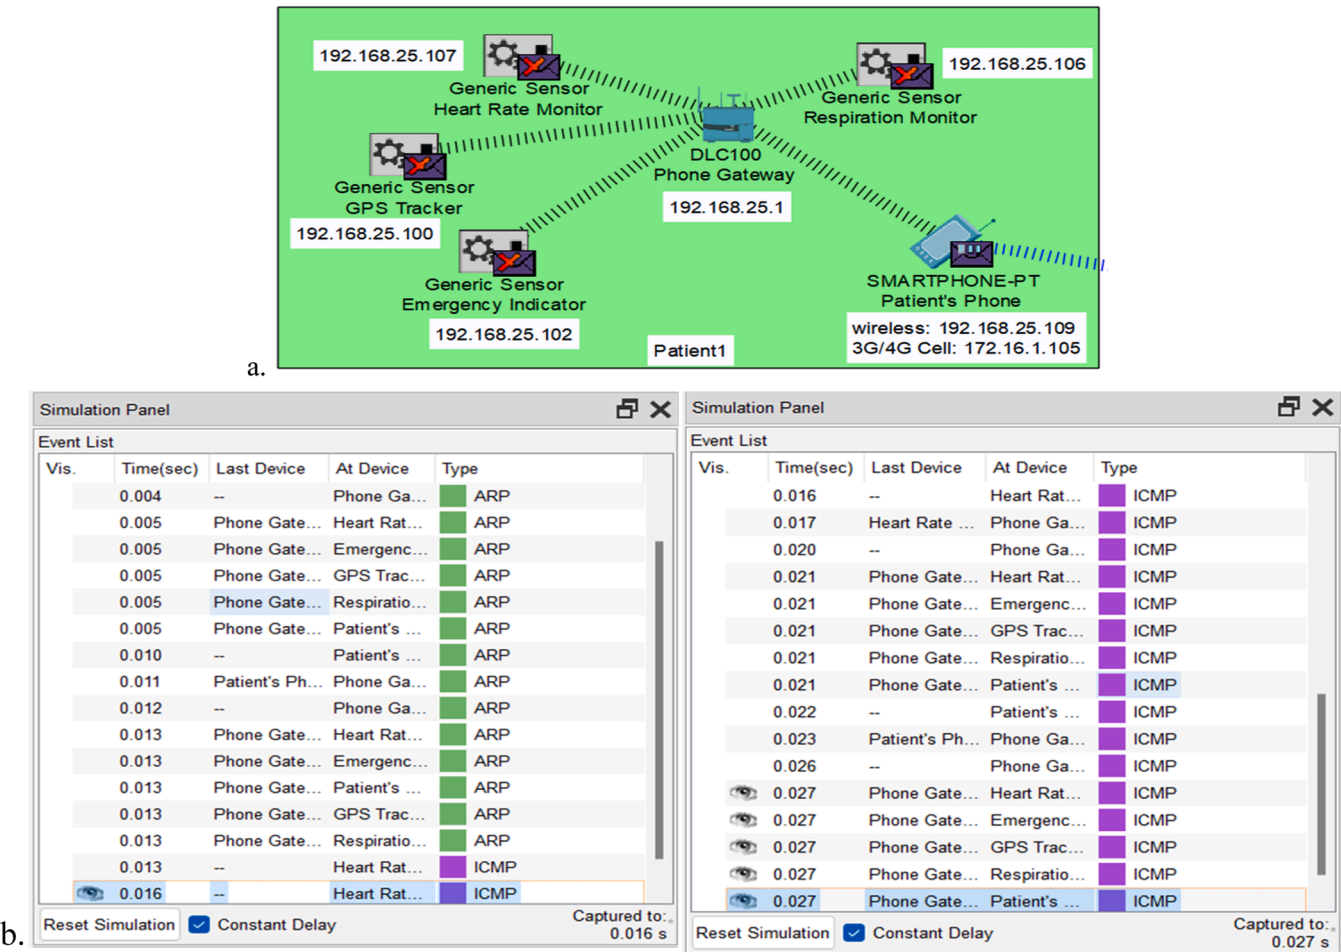 192.168.25.107
Generic Sensor
Heart Rate Monitor
192.168.25.106
Generic Sensor
Respiration Monitor
DLC100
Phone Gateway
192.168.25.1
Generic Sensor
GPS Tracker
192.168.25.100
Generic Sensor
Emergency Indicator
192.168.25.102
SMARTPHONE-PT
Patient's Phone
wireless: 192.168.25.109
3G/4G Cell: 172.16.1.105
Patient1
a.
Simulation Panel
Event List
Vis. Time(sec) Last Device At Device Type
0.004 -- Phone Ga... ARP
0.005 Phone Gate... Heart Rat... ARP
0.005 Phone Gate... Emergenc... ARP
0.005 Phone Gate... GPS Trac... ARP
0.005 Phone Gate... Respiratio... ARP
0.005 Phone Gate... Patient's ... ARP
0.010 -- Patient's ... ARP
0.011 Patient's Ph... Phone Ga... ARP
0.012 -- Phone Ga... ARP
0.013 Phone Gate... Heart Rat... ARP
0.013 Phone Gate... Emergenc... ARP
0.013 Phone Gate... Patient's ... ARP
0.013 Phone Gate... GPS Trac... ARP
0.013 Phone Gate... Respiratio... ARP
0.013 -- Heart Rat... ICMP
0.016 -- Heart Rat... ICMP
Reset Simulation Constant Delay Captured to:
0.016 s
b.
Simulation Panel
Event List
Vis. Time(sec) Last Device At Device Type
0.016 -- Heart Rat... ICMP
0.017 Heart Rate ... Phone Ga... ICMP
0.020 -- Phone Ga... ICMP
0.021 Phone Gate... Heart Rat... ICMP
0.021 Phone Gate... Emergenc... ICMP
0.021 Phone Gate... GPS Trac... ICMP
0.021 Phone Gate... Respiratio... ICMP
0.021 Phone Gate... Patient's ... ICMP
0.022 -- Patient's ... ICMP
0.023 Patient's Ph... Phone Ga... ICMP
0.026 -- Phone Ga... ICMP
0.027 Phone Gate... Heart Rat... ICMP
0.027 Phone Gate... Emergenc... ICMP
0.027 Phone Gate... GPS Trac... ICMP
0.027 Phone Gate... Respiratio... ICMP
0.027 Phone Gate... Patient's ... ICMP
Reset Simulation Constant Delay Captured to:
0.027 s